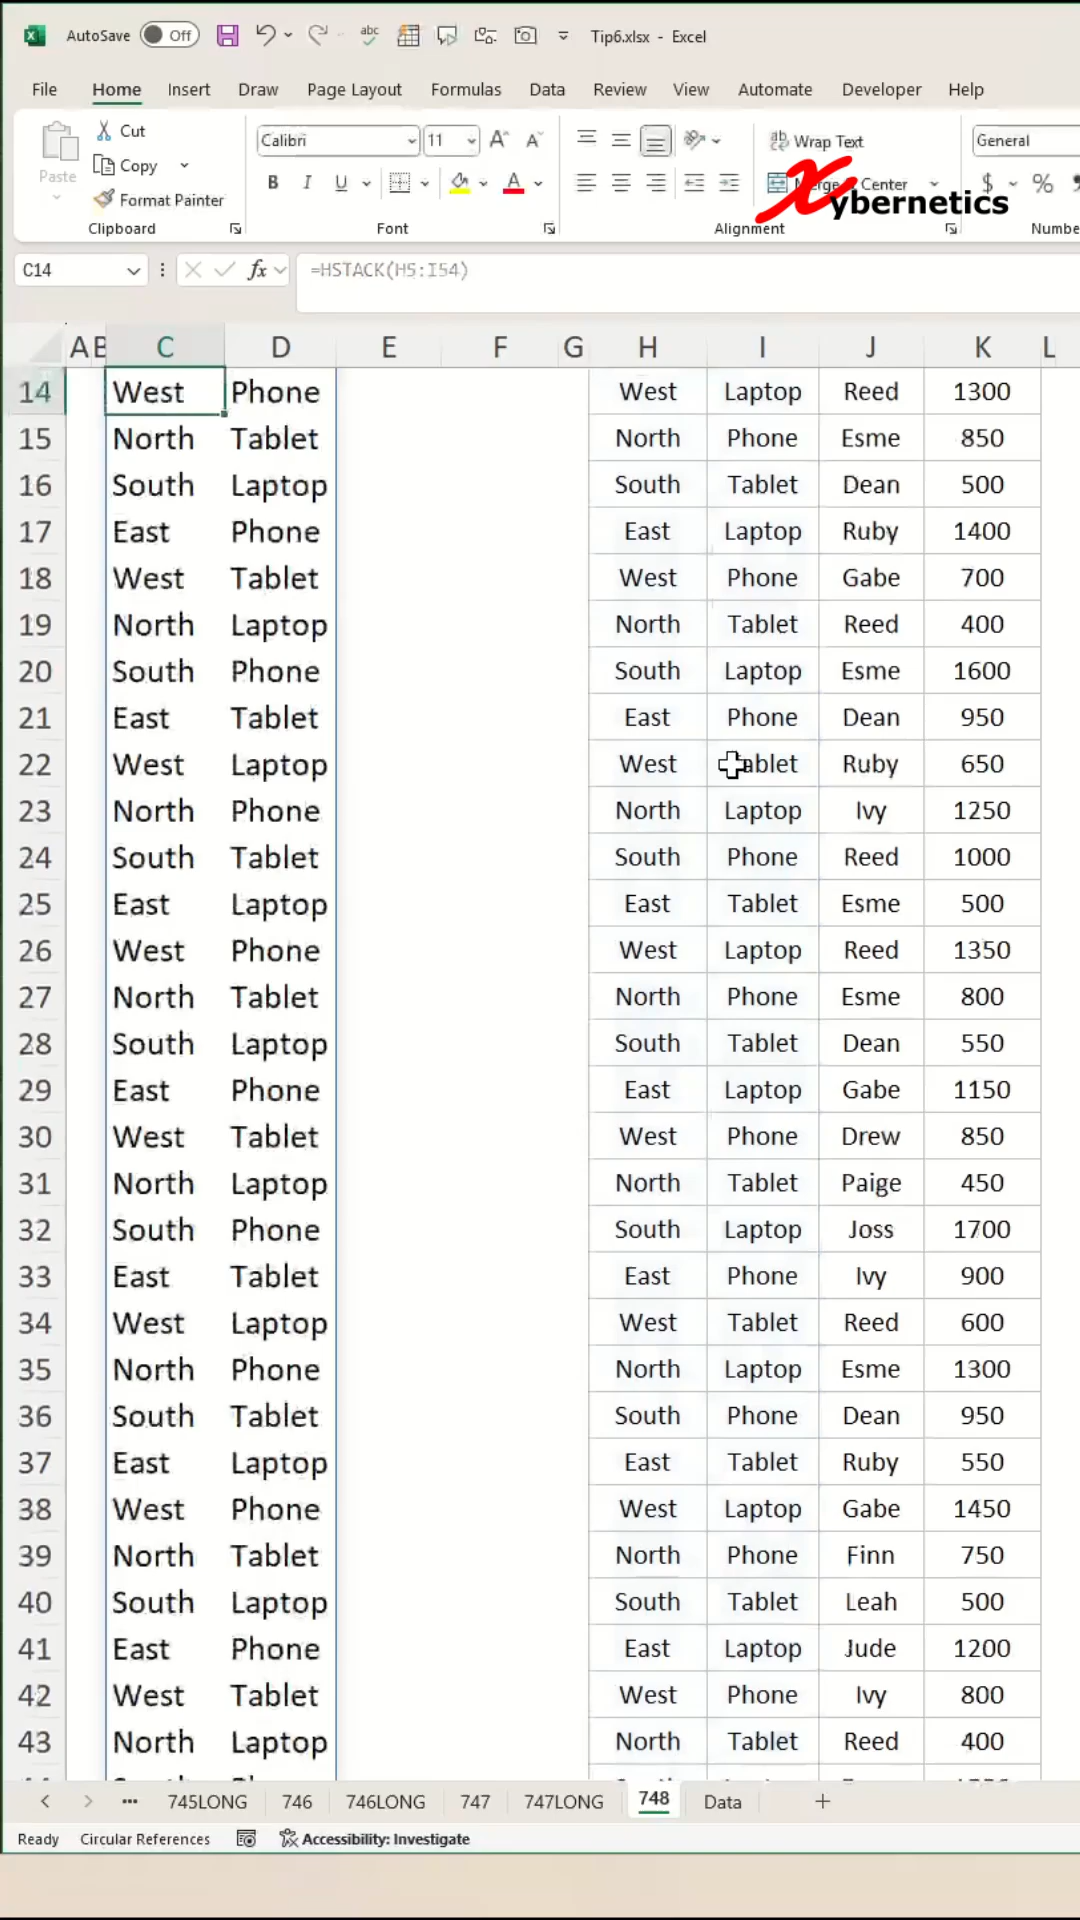 AutoSave Off Tip6.xlsx - Excel
File Home Insert Draw Page Layout Formulas Data Review View Automate Developer Help
Paste Cut Copy Format Painter
Calibri 11
B I U A
Wrap Text
General
$ %
Xybernetics
Clipboard Font Alignment
C14 fx =HSTACK(H5:I54)
A B C D E F G H I J K L
14 West Phone West Laptop Reed 1300
15 North Tablet North Phone Esme 850
16 South Laptop South Tablet Dean 500
17 East Phone East Laptop Ruby 1400
18 West Tablet West Phone Gabe 700
19 North Laptop North Tablet Reed 400
20 South Phone South Laptop Esme 1600
21 East Tablet East Phone Dean 950
22 West Laptop West Tablet Ruby 650
23 North Phone North Laptop Ivy 1250
24 South Tablet South Phone Reed 1000
25 East Laptop East Tablet Esme 500
26 West Phone West Laptop Reed 1350
27 North Tablet North Phone Esme 800
28 South Laptop South Tablet Dean 550
29 East Phone East Laptop Gabe 1150
30 West Tablet West Phone Drew 850
31 North Laptop North Tablet Paige 450
32 South Phone South Laptop Joss 1700
33 East Tablet East Phone Ivy 900
34 West Laptop West Tablet Reed 600
35 North Phone North Laptop Esme 1300
36 South Tablet South Phone Dean 950
37 East Laptop East Tablet Ruby 550
38 West Phone West Laptop Gabe 1450
39 North Tablet North Phone Finn 750
40 South Laptop South Tablet Leah 500
41 East Phone East Laptop Jude 1200
42 West Tablet West Phone Ivy 800
43 North Laptop North Tablet Reed 400
745LONG 746 746LONG 747 747LONG 748 Data
Ready Circular References Accessibility: Investigate